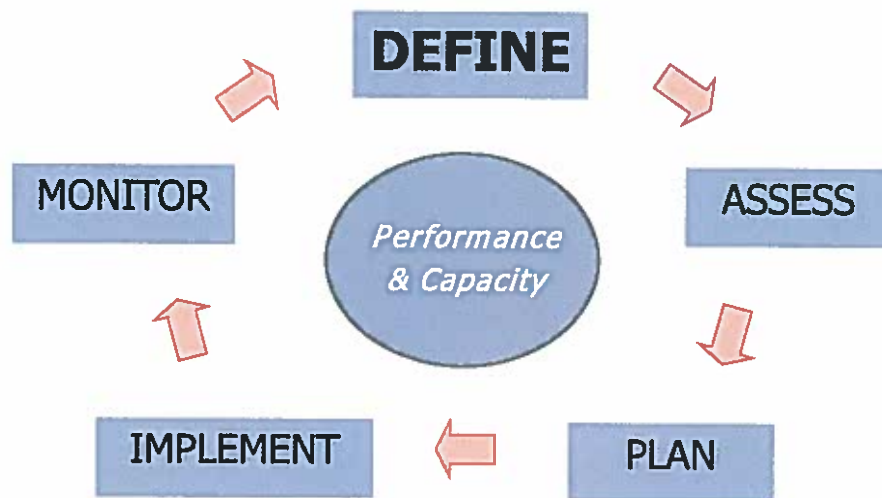 DEFINE
ASSESS
PLAN
IMPLEMENT
MONITOR
Performance
& Capacity